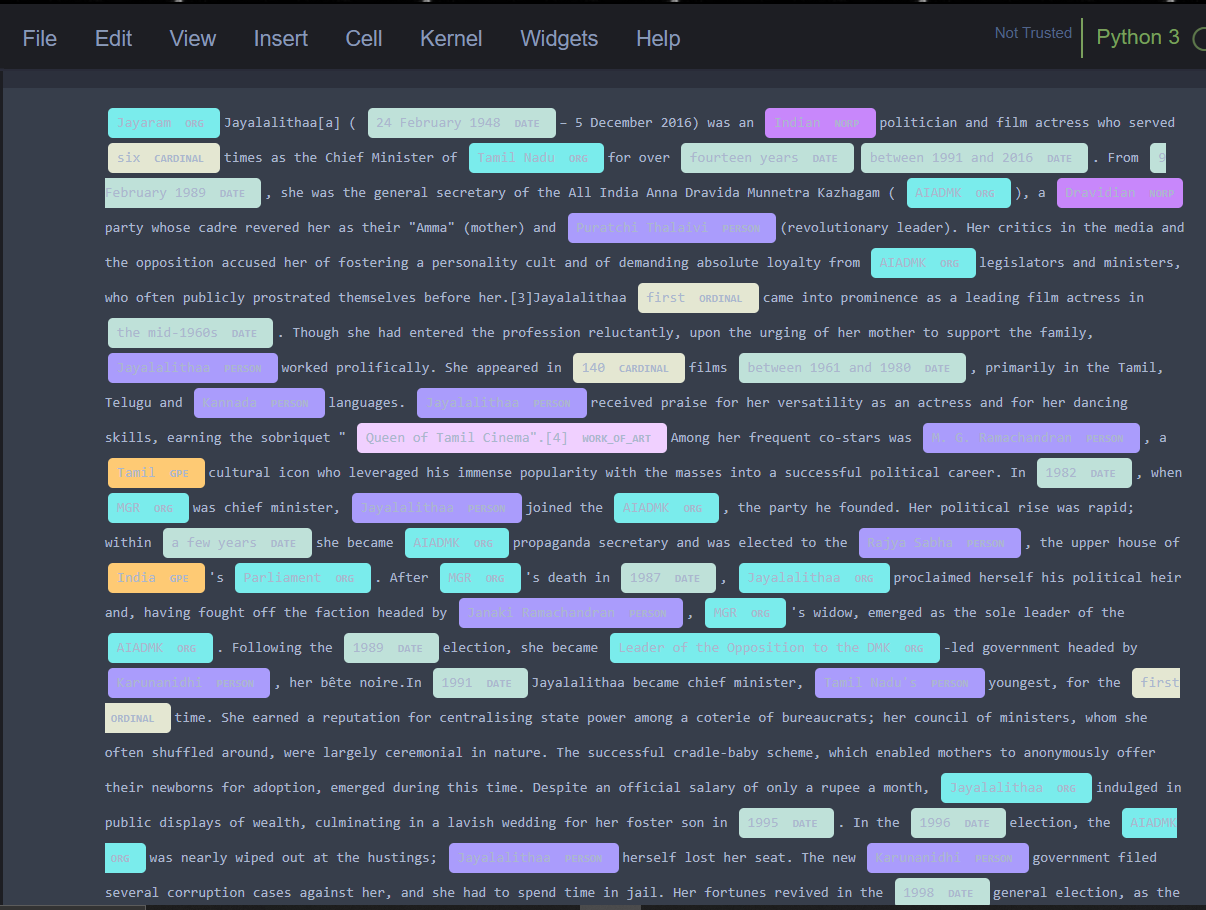 File Edit View Insert Cell Kernel Widgets Help Not Trusted Python 3
Jayaram ORG Jayalalithaa[a] ( 24 February 1948 DATE – 5 December 2016) was an Indian NORP politician and film actress who served
six CARDINAL times as the Chief Minister of Tamil Nadu ORG for over fourteen years DATE between 1991 and 2016 DATE . From 9
February 1989 DATE , she was the general secretary of the All India Anna Dravida Munnetra Kazhagam ( AIADMK ORG ), a Dravidian NORP
party whose cadre revered her as their "Amma" (mother) and Puratchi Thalaivi PERSON (revolutionary leader). Her critics in the media and
the opposition accused her of fostering a personality cult and of demanding absolute loyalty from AIADMK ORG legislators and ministers,
who often publicly prostrated themselves before her.[3]Jayalalithaa first ORDINAL came into prominence as a leading film actress in
the mid-1960s DATE . Though she had entered the profession reluctantly, upon the urging of her mother to support the family,
Jayalalithaa PERSON worked prolifically. She appeared in 140 CARDINAL films between 1961 and 1980 DATE , primarily in the Tamil,
Telugu and Kannada PERSON languages. Jayalalithaa PERSON received praise for her versatility as an actress and for her dancing
skills, earning the sobriquet " Queen of Tamil Cinema".[4] WORK_OF_ART Among her frequent co-stars was M. G. Ramachandran PERSON , a
Tamil GPE cultural icon who leveraged his immense popularity with the masses into a successful political career. In 1982 DATE , when
MGR ORG was chief minister, Jayalalithaa PERSON joined the AIADMK ORG , the party he founded. Her political rise was rapid;
within a few years DATE she became AIADMK ORG propaganda secretary and was elected to the Rajya Sabha PERSON , the upper house of
India GPE 's Parliament ORG . After MGR ORG 's death in 1987 DATE , Jayalalithaa ORG proclaimed herself his political heir
and, having fought off the faction headed by Janaki Ramachandran PERSON , MGR ORG 's widow, emerged as the sole leader of the
AIADMK ORG . Following the 1989 DATE election, she became Leader of the Opposition to the DMK ORG -led government headed by
Karunanidhi PERSON , her bête noire.In 1991 DATE Jayalalithaa became chief minister, Tamil Nadu's PERSON youngest, for the first
ORDINAL time. She earned a reputation for centralising state power among a coterie of bureaucrats; her council of ministers, whom she
often shuffled around, were largely ceremonial in nature. The successful cradle-baby scheme, which enabled mothers to anonymously offer
their newborns for adoption, emerged during this time. Despite an official salary of only a rupee a month, Jayalalithaa ORG indulged in
public displays of wealth, culminating in a lavish wedding for her foster son in 1995 DATE . In the 1996 DATE election, the AIADMK
ORG was nearly wiped out at the hustings; Jayalalithaa PERSON herself lost her seat. The new Karunanidhi PERSON government filed
several corruption cases against her, and she had to spend time in jail. Her fortunes revived in the 1998 DATE general election, as the